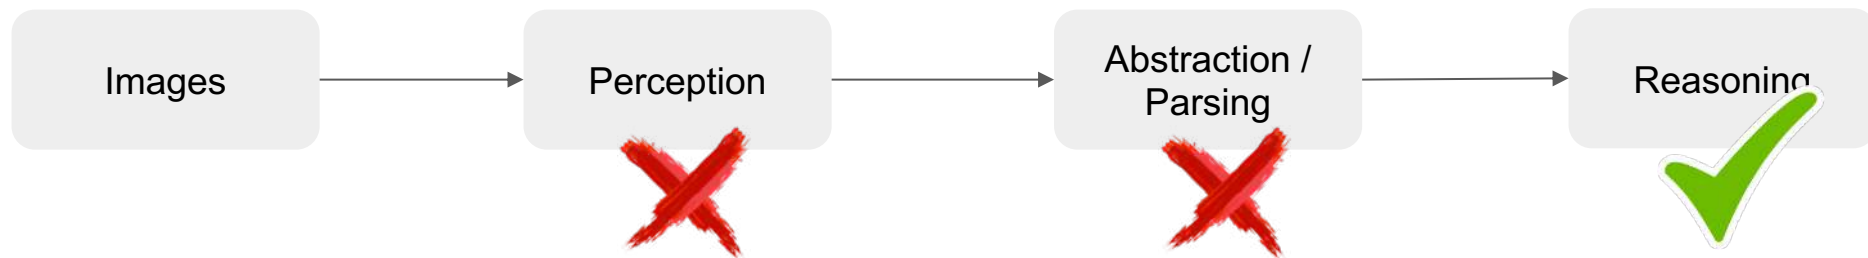 Images
Perception
Abstraction /
Parsing
Reasoning